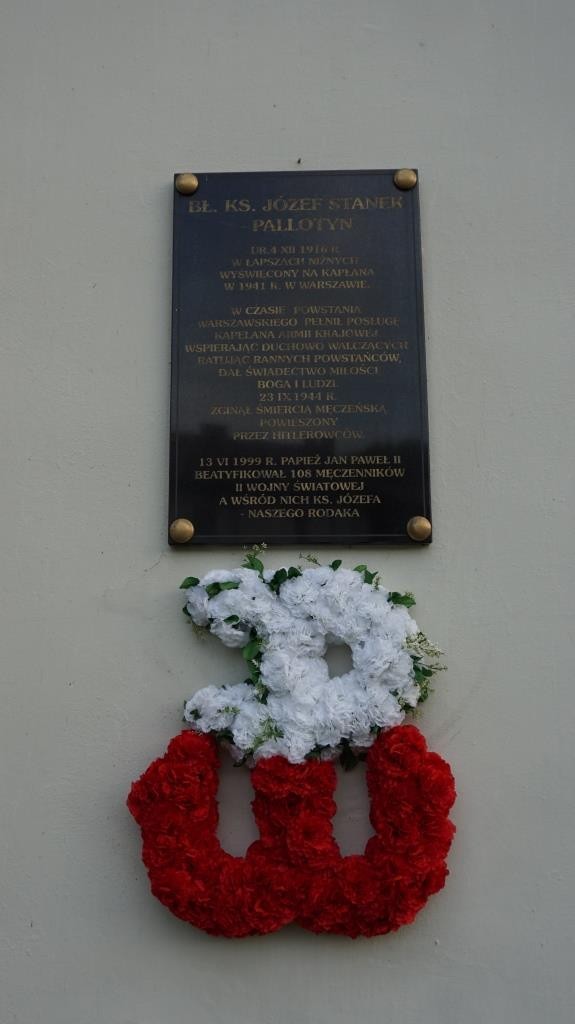 BŁ. KS. JÓZEF STANEK
PALLOTYN
UR.4 XII 1916 R.
W ŁAPSZACH NIŻNYCH
WYŚWIĘCONY NA KAPŁANA
W 1941 R. W WARSZAWIE.
W CZASIE POWSTANIA
WARSZAWSKIEGO PEŁNIŁ POSŁUGĘ
KAPELANA ARMII KRAJOWEJ
WSPIERAJĄC DUCHOWO WALCZĄCYCH
RATUJĄC RANNYCH POWSTAŃCÓW,
DAŁ ŚWIADECTWO MIŁOŚCI
BOGA I LUDZI.
23 IX 1944 R.
ZGINĄŁ ŚMIERCIĄ MĘCZEŃSKĄ
POWIESZONY
PRZEZ HITLEROWCÓW.
13 VI 1999 R. PAPIEŻ JAN PAWEŁ II
BEATYFIKOWAŁ 108 MĘCZENNIKÓW
II WOJNY ŚWIATOWEJ
A WŚRÓD NICH KS. JÓZEFA
- NASZEGO RODAKA